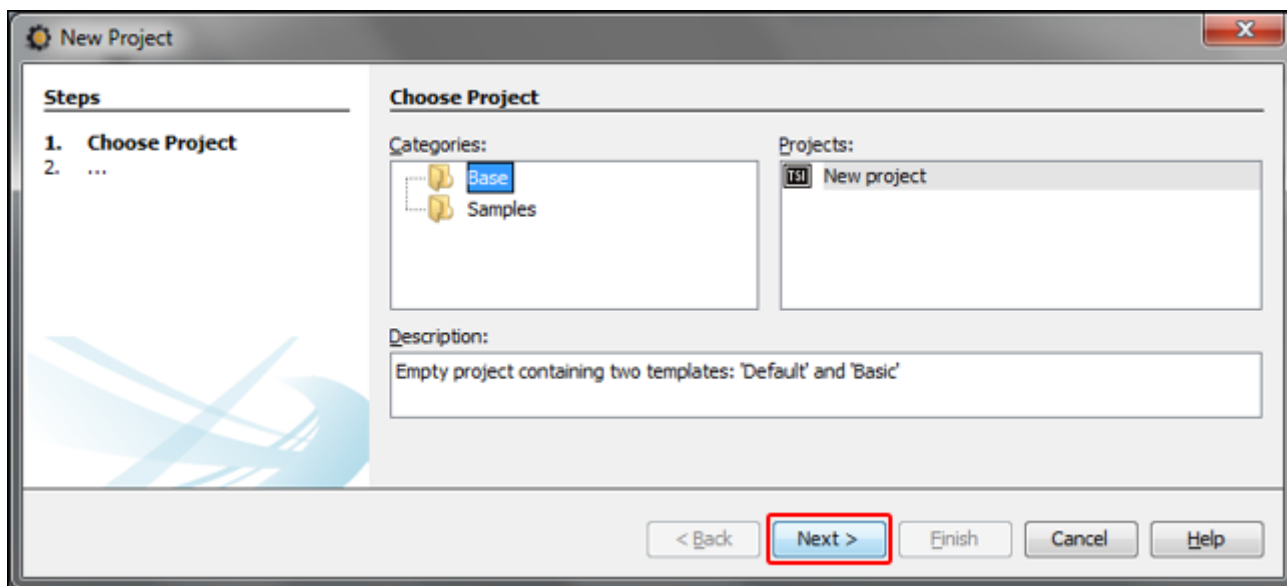 New Project
Steps
1. Choose Project
2. ...
Choose Project
Categories:
Base
Samples
Projects:
TSI New project
Description:
Empty project containing two templates: 'Default' and 'Basic'
< Back Next > Finish Cancel Help